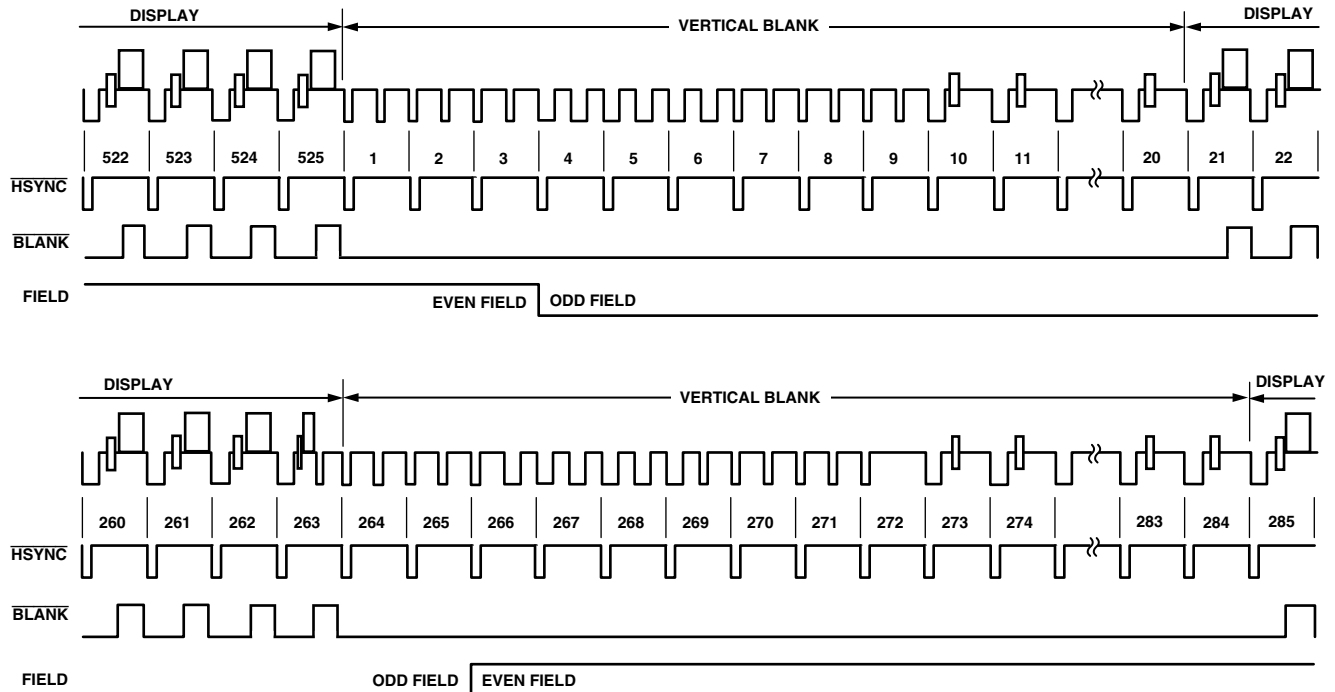 DISPLAY VERTICAL BLANK DISPLAY
522 523 524 525 1 2 3 4 5 6 7 8 9 10 11 20 21 22
HSYNC
BLANK
FIELD EVEN FIELD ODD FIELD
DISPLAY VERTICAL BLANK DISPLAY
260 261 262 263 264 265 266 267 268 269 270 271 272 273 274 283 284 285
HSYNC
BLANK
FIELD ODD FIELD EVEN FIELD